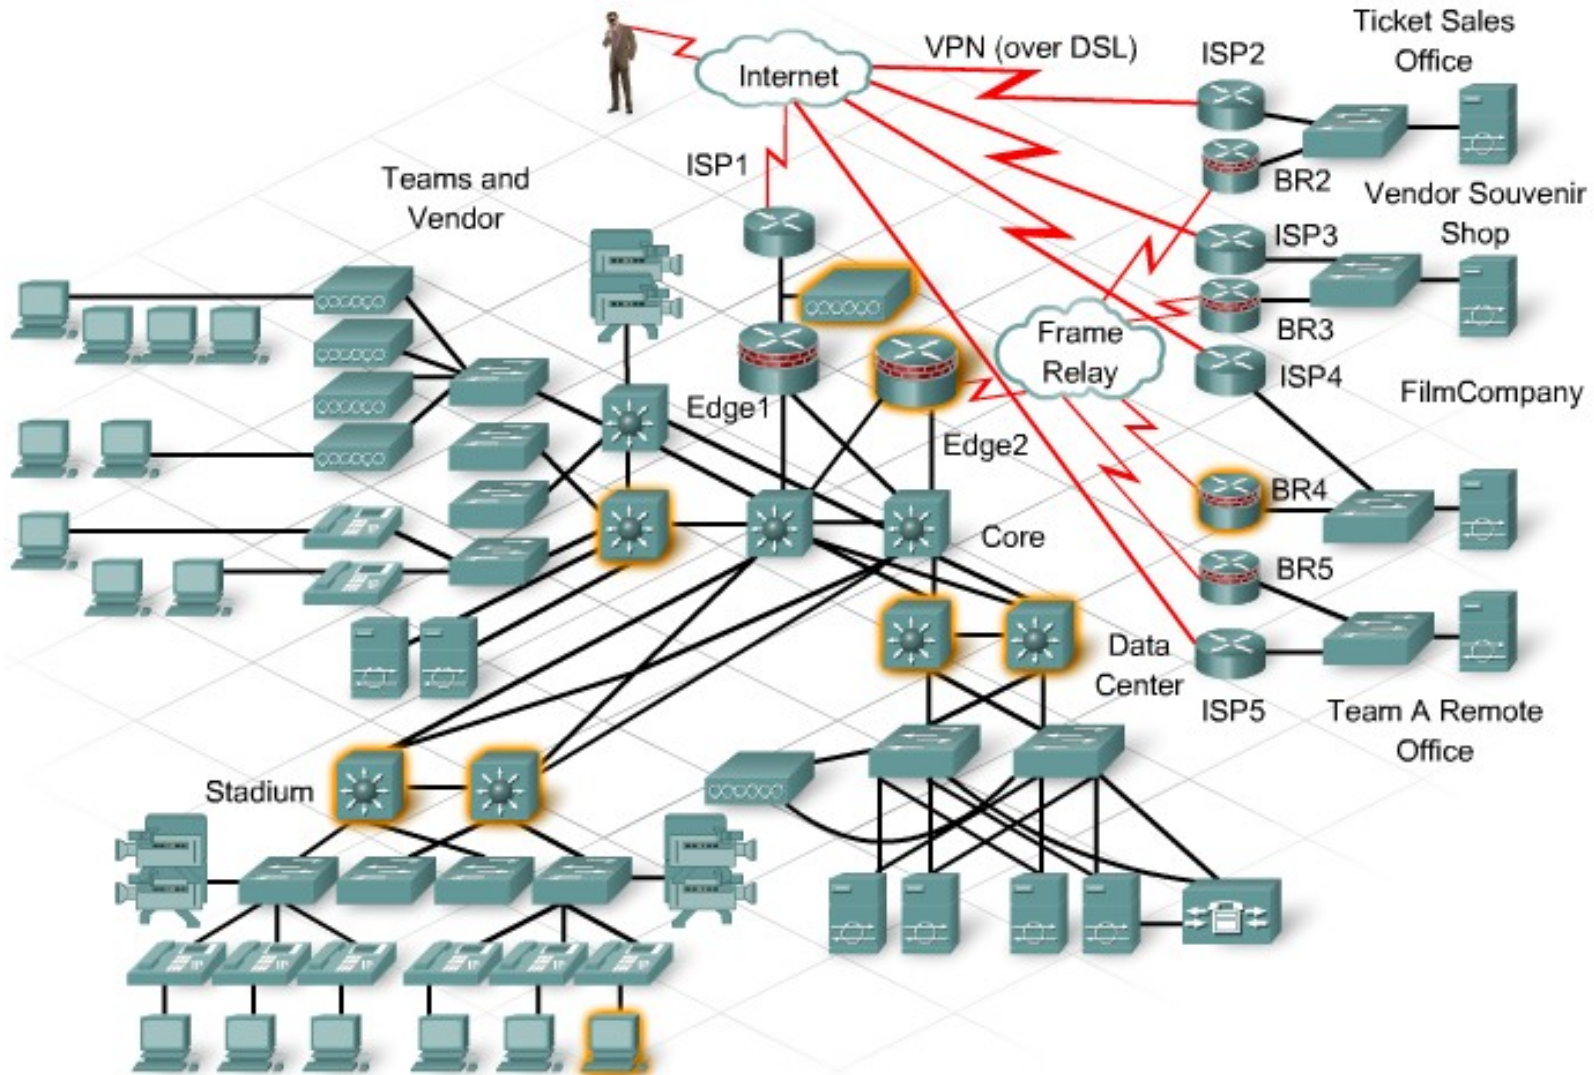 Ticket Sales
Office
VPN (over DSL)
ISP2
Internet
ISP1
Teams and
Vendor
BR2
Vendor Souvenir
Shop
ISP3
BR3
Frame
Relay
ISP4
FilmCompany
Edge1
Edge2
BR4
Core
BR5
Data
Center
ISP5
Team A Remote
Office
Stadium